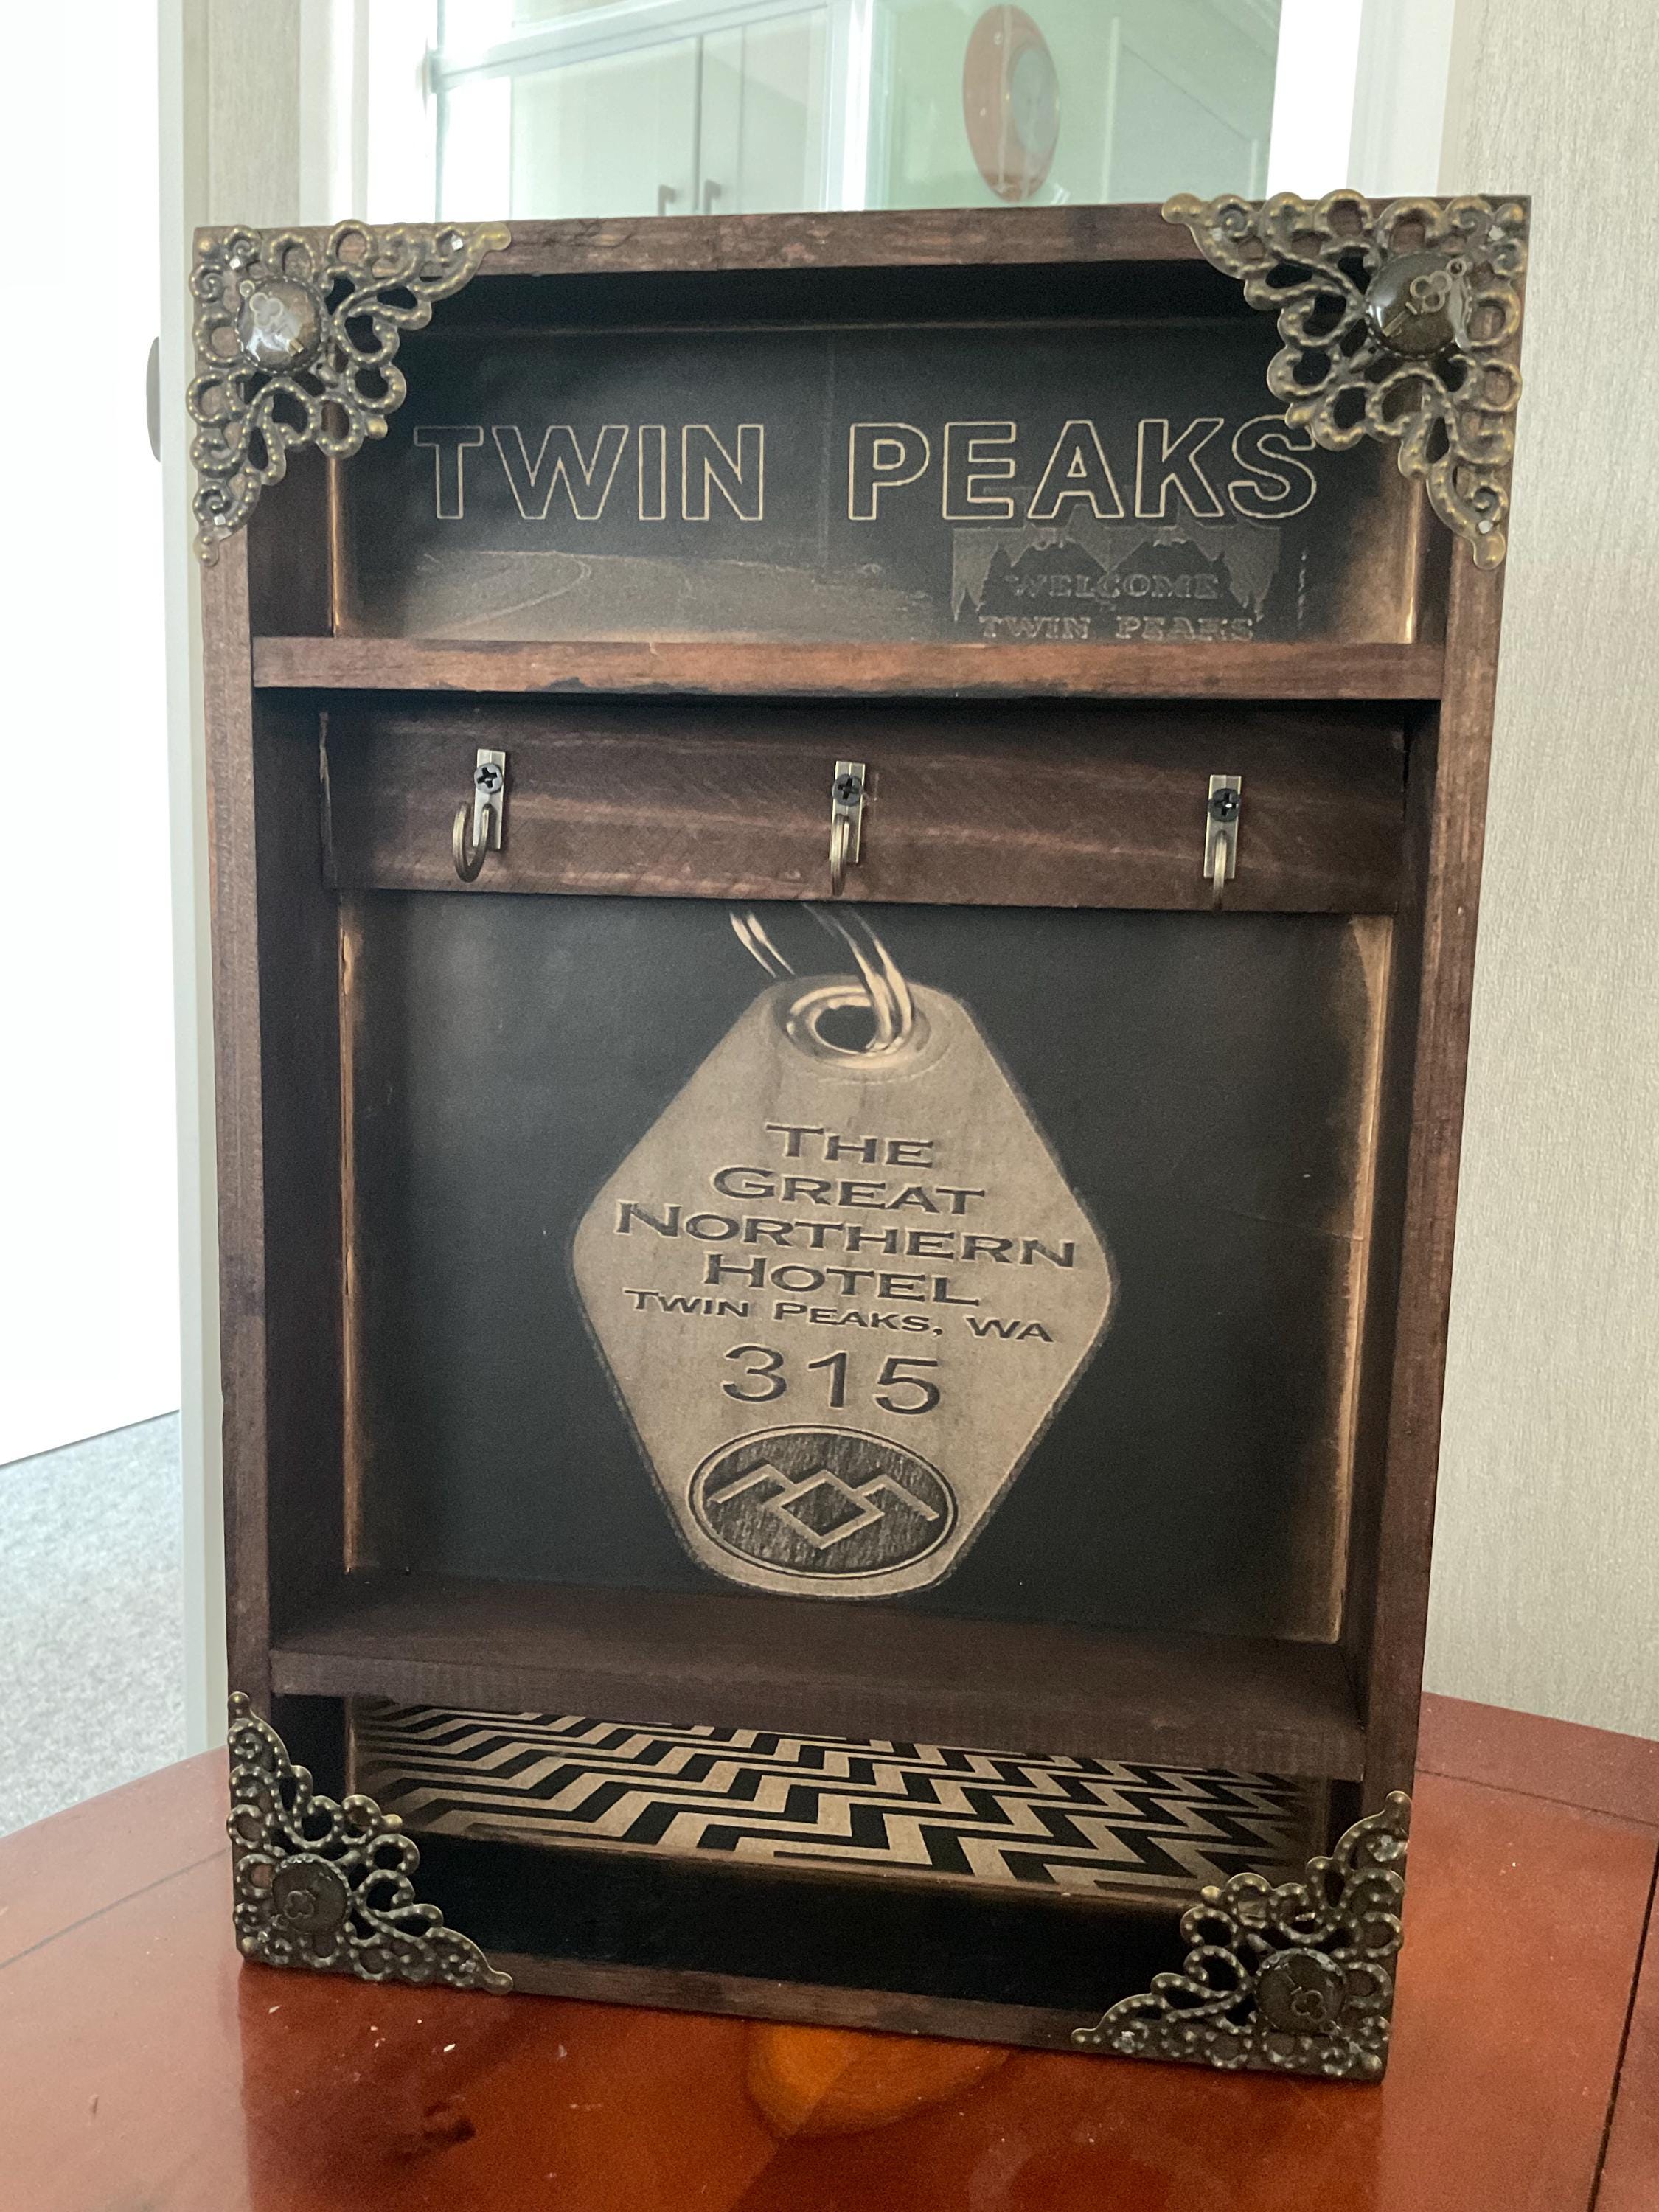 TWIN PEAKS
WELCOME
TWIN PEAKS
THE
GREAT
NORTHERN
HOTEL
TWIN PEAKS, WA
315